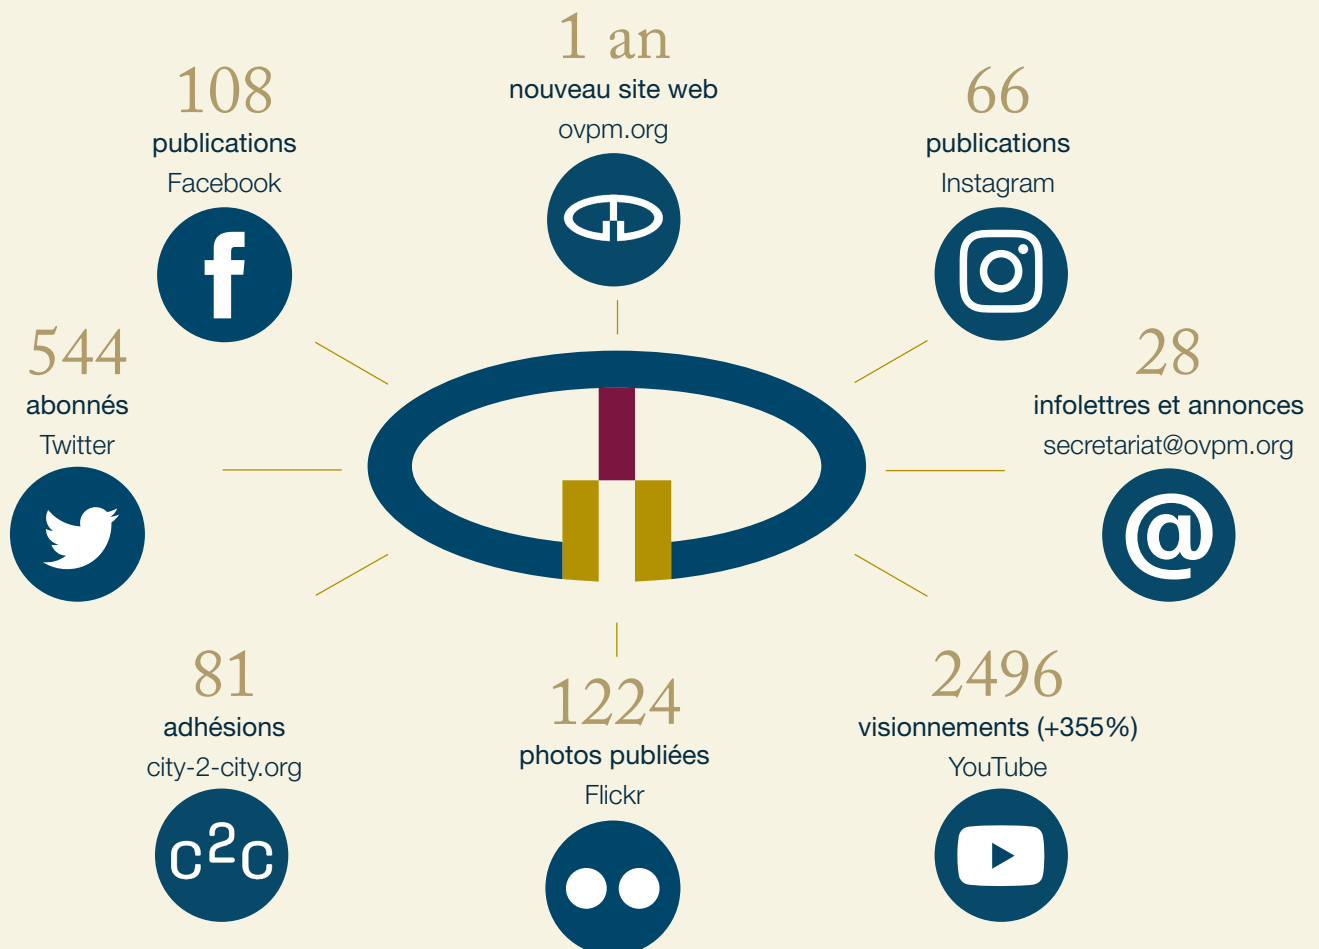 1 an
nouveau site web
ovpm.org
108
publications
Facebook
f
66
publications
Instagram
544
abonnés
Twitter
28
infolettres et annonces
secretariat@ovpm.org
@
81
adhésions
city-2-city.org
c2c
1224
photos publiées
Flickr
2496
visionnements (+355%)
YouTube